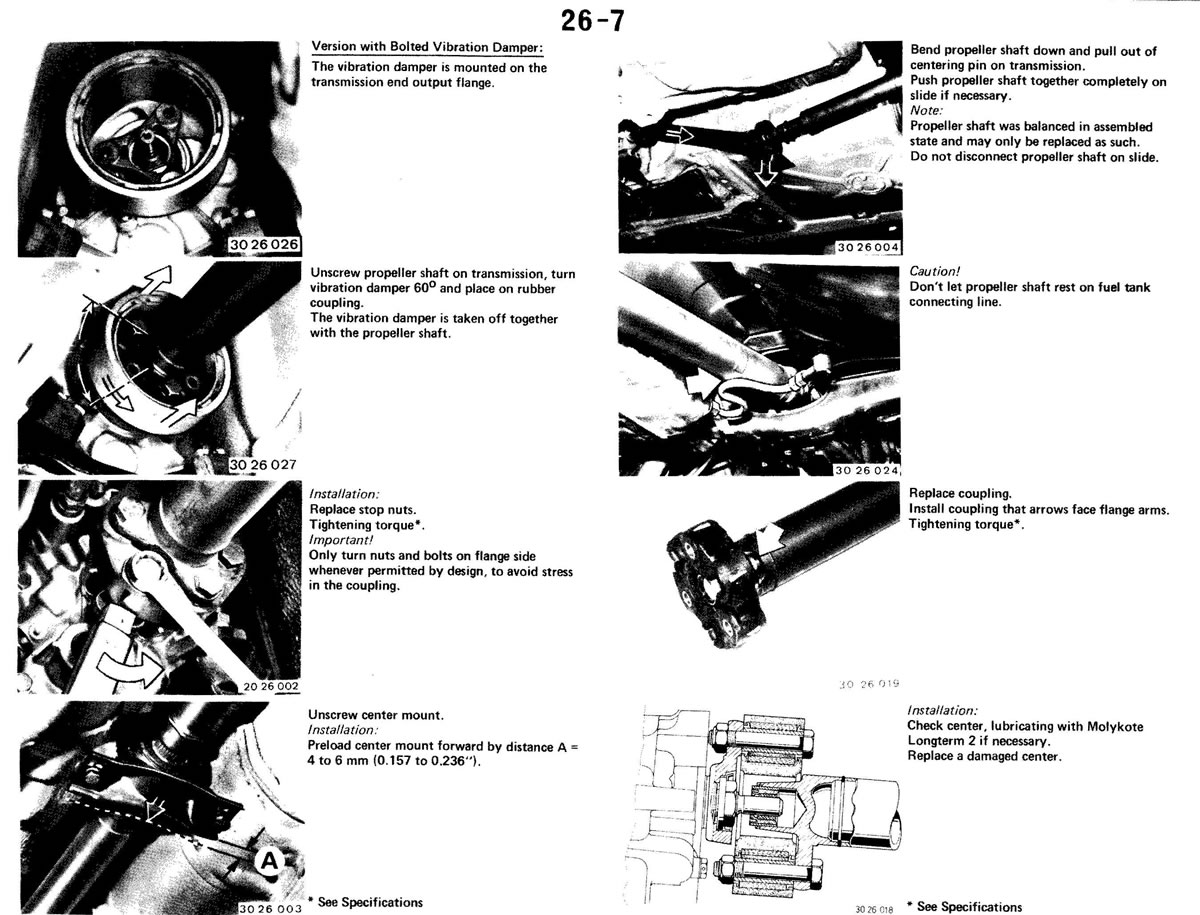 26-7
Version with Bolted Vibration Damper:
The vibration damper is mounted on the
transmission end output flange.
30 26 026
Unscrew propeller shaft on transmission, turn
vibration damper 60⁰ and place on rubber
coupling.
The vibration damper is taken off together
with the propeller shaft.
30 26 027
Installation:
Replace stop nuts.
Tightening torque*.
Important!
Only turn nuts and bolts on flange side
whenever permitted by design, to avoid stress
in the coupling.
20 26 002
Unscrew center mount.
Installation:
Preload center mount forward by distance A =
4 to 6 mm (0.157 to 0.236").
A
30 26 003
* See Specifications
Bend propeller shaft down and pull out of
centering pin on transmission.
Push propeller shaft together completely on
slide if necessary.
Note:
Propeller shaft was balanced in assembled
state and may only be replaced as such.
Do not disconnect propeller shaft on slide.
30 26 004
Caution!
Don't let propeller shaft rest on fuel tank
connecting line.
30 26 024
Replace coupling.
Install coupling that arrows face flange arms.
Tightening torque*.
30 26 019
Installation:
Check center, lubricating with Molykote
Longterm 2 if necessary.
Replace a damaged center.
30 26 018
* See Specifications